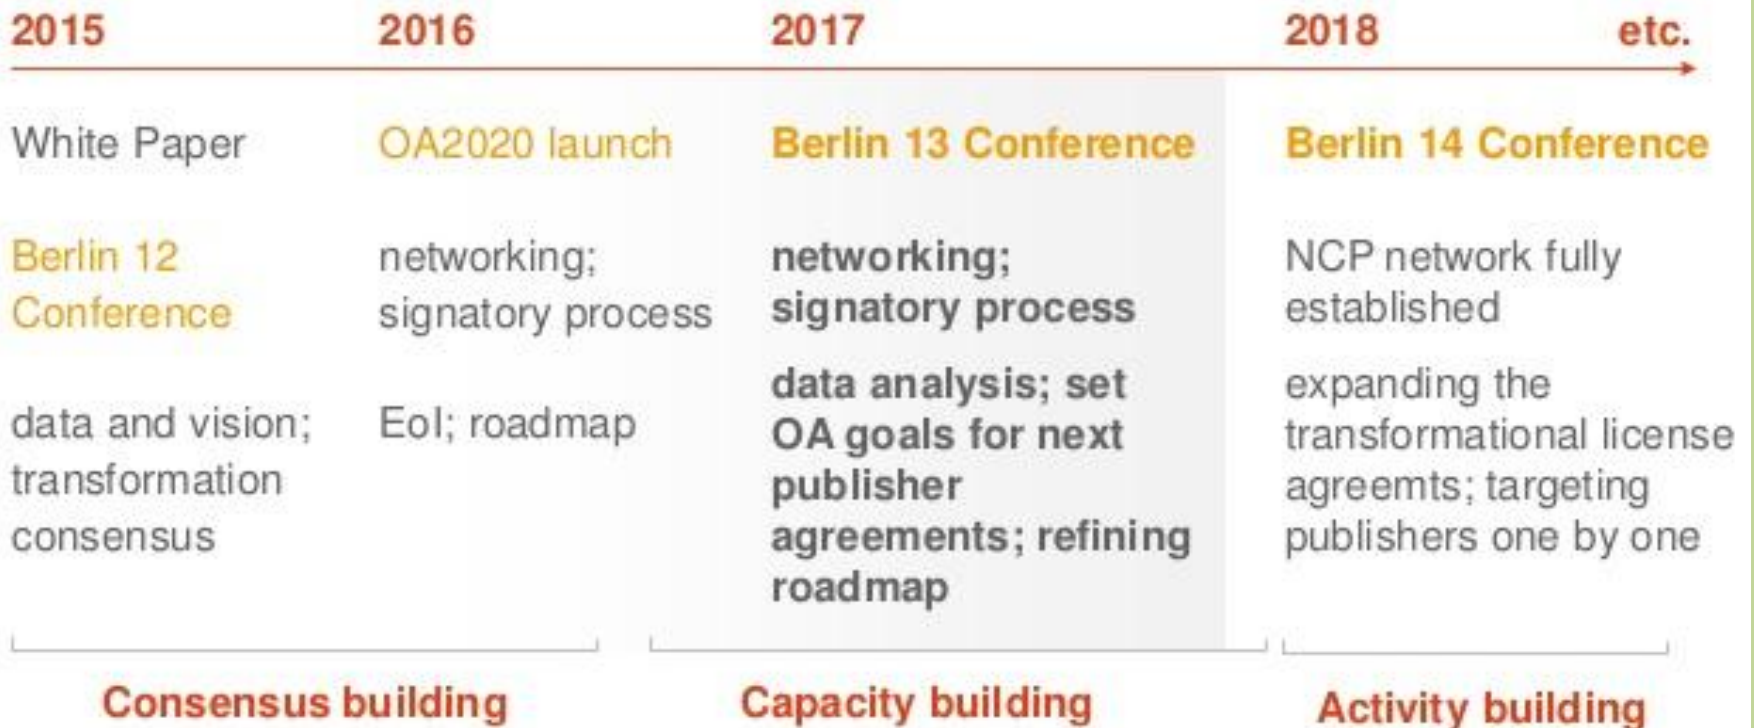 2015 2016 2017 2018 etc.
White Paper
Berlin 12
Conference
data and vision;
transformation
consensus
OA2020 launch
networking;
signatory process
EoI; roadmap
Berlin 13 Conference
networking;
signatory process
data analysis; set
OA goals for next
publisher
agreements; refining
roadmap
Berlin 14 Conference
NCP network fully
established
expanding the
transformational license
agreemts; targeting
publishers one by one
Consensus building
Capacity building
Activity building